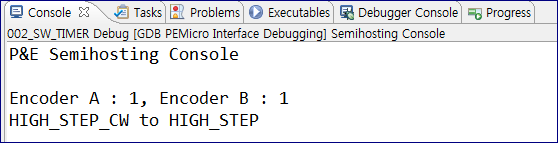 Console
Tasks
Problems
Executables
Debugger Console
Progress
002_SW_TIMER Debug [GDB PEMicro Interface Debugging] Semihosting Console
P&E Semihosting Console
Encoder A : 1, Encoder B : 1
HIGH_STEP_CW to HIGH_STEP